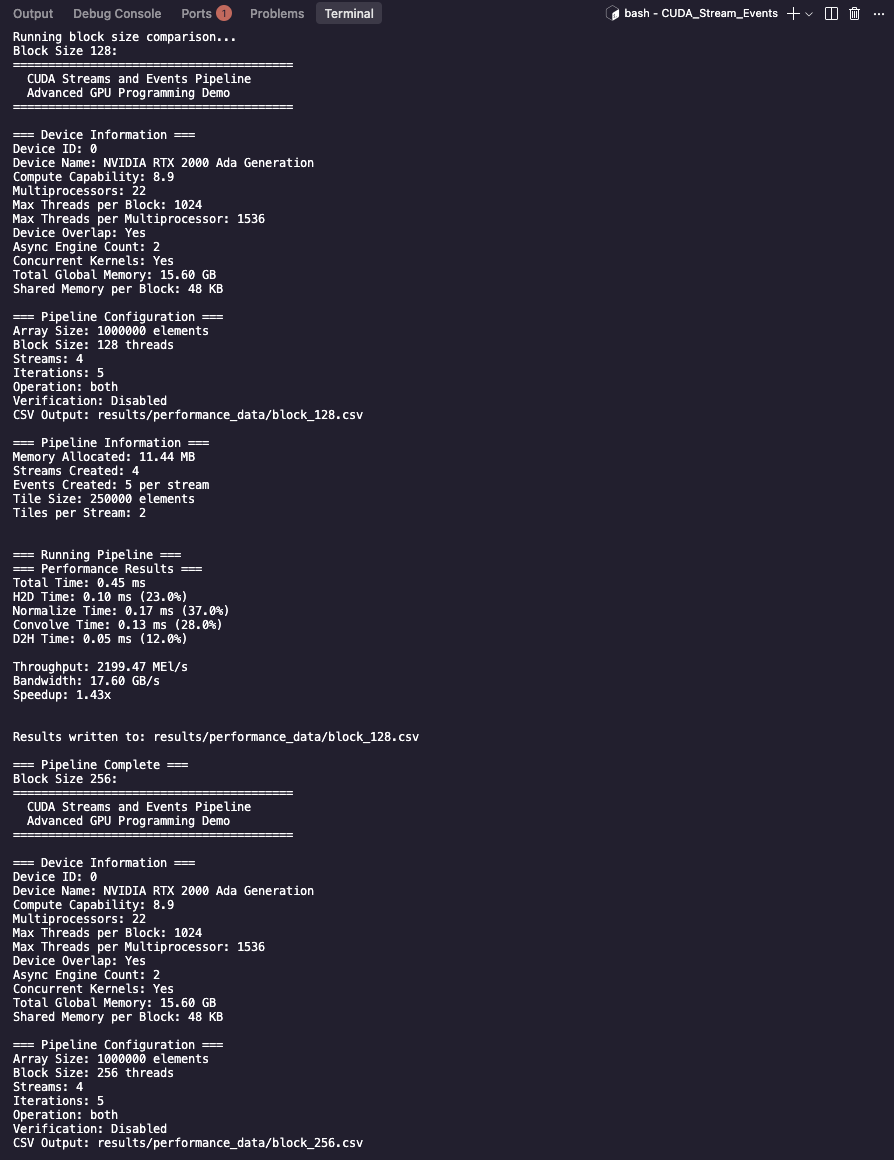 Output Debug Console Ports 1 Problems Terminal bash - CUDA_Stream_Events
Running block size comparison...
Block Size 128:
========================================
  CUDA Streams and Events Pipeline
  Advanced GPU Programming Demo
========================================
=== Device Information ===
Device ID: 0
Device Name: NVIDIA RTX 2000 Ada Generation
Compute Capability: 8.9
Multiprocessors: 22
Max Threads per Block: 1024
Max Threads per Multiprocessor: 1536
Device Overlap: Yes
Async Engine Count: 2
Concurrent Kernels: Yes
Total Global Memory: 15.60 GB
Shared Memory per Block: 48 KB
=== Pipeline Configuration ===
Array Size: 1000000 elements
Block Size: 128 threads
Streams: 4
Iterations: 5
Operation: both
Verification: Disabled
CSV Output: results/performance_data/block_128.csv
=== Pipeline Information ===
Memory Allocated: 11.44 MB
Streams Created: 4
Events Created: 5 per stream
Tile Size: 250000 elements
Tiles per Stream: 2
=== Running Pipeline ===
=== Performance Results ===
Total Time: 0.45 ms
H2D Time: 0.10 ms (23.0%)
Normalize Time: 0.17 ms (37.0%)
Convolve Time: 0.13 ms (28.0%)
D2H Time: 0.05 ms (12.0%)
Throughput: 2199.47 MEl/s
Bandwidth: 17.60 GB/s
Speedup: 1.43x
Results written to: results/performance_data/block_128.csv
=== Pipeline Complete ===
Block Size 256:
========================================
  CUDA Streams and Events Pipeline
  Advanced GPU Programming Demo
========================================
=== Device Information ===
Device ID: 0
Device Name: NVIDIA RTX 2000 Ada Generation
Compute Capability: 8.9
Multiprocessors: 22
Max Threads per Block: 1024
Max Threads per Multiprocessor: 1536
Device Overlap: Yes
Async Engine Count: 2
Concurrent Kernels: Yes
Total Global Memory: 15.60 GB
Shared Memory per Block: 48 KB
=== Pipeline Configuration ===
Array Size: 1000000 elements
Block Size: 256 threads
Streams: 4
Iterations: 5
Operation: both
Verification: Disabled
CSV Output: results/performance_data/block_256.csv